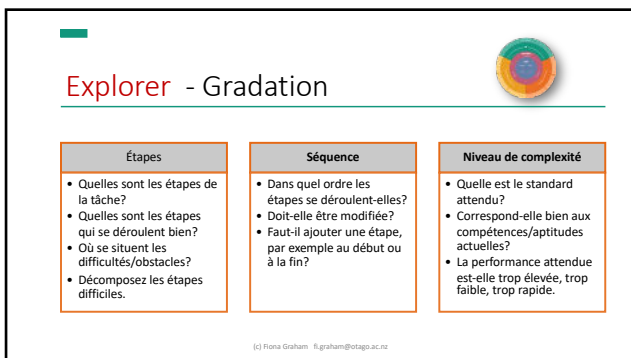 Explorer - Gradation
Étapes
• Quelles sont les étapes de
la tâche?
• Quelles sont les étapes
qui se déroulent bien?
• Où se situent les
difficultés/obstacles?
• Décomposez les étapes
difficiles.
Séquence
• Dans quel ordre les
étapes se déroulent-elles?
• Doit-elle être modifiée?
• Faut-il ajouter une étape,
par exemple au début ou
à la fin?
Niveau de complexité
• Quelle est le standard
attendu?
• Correspond-elle bien aux
compétences/aptitudes
actuelles?
• La performance attendue
est-elle trop élevée, trop
faible, trop rapide.
(c) Fiona Graham fi.graham@otago.ac.nz